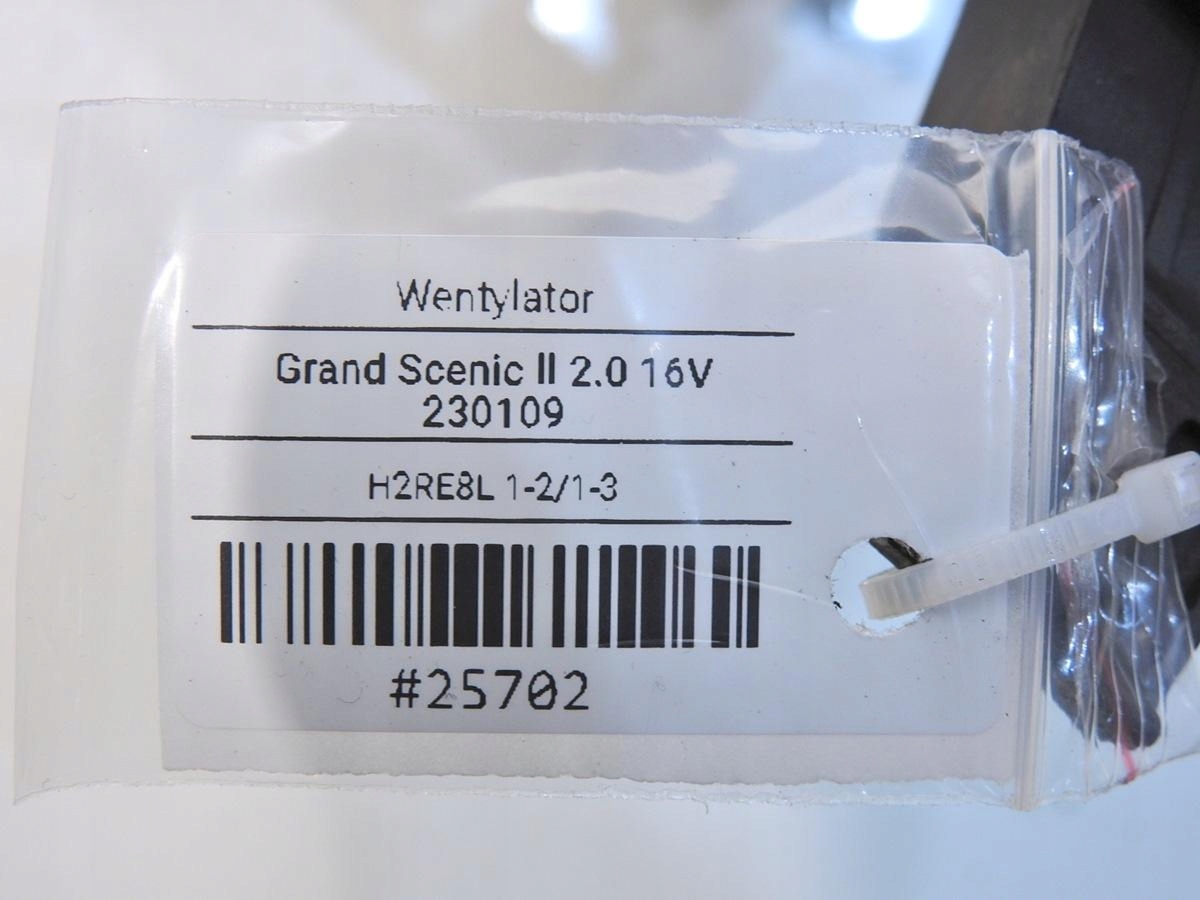 Wentylator
Grand Scenic II 2.0 16V
230109
H2RE8L 1-2/1-3
#25702